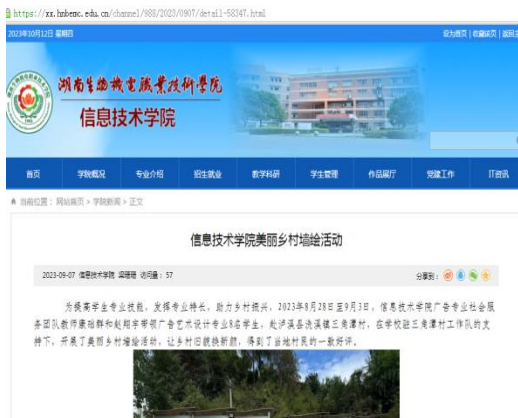 https://xx.hnbemc.edu.cn/channel/988/2023/0907/detail-58347.html
2023年10月12日 星期四
设为首页 | 收藏该页 | 返回主
湖南生物机电职业技术学院
信息技术学院
首页 学院概况 专业介绍 招生就业 教学科研 学生管理 作品展厅 党建工作 IT资讯
当前位置： 网站首页 > 学院新闻 > 正文
信息技术学院美丽乡村墙绘活动
2023-09-07 信息技术学院 梁珊珊 访问量： 57 分享到：
为提高学生专业技能，发挥专业特长，助力乡村振兴，2023年8月28日至9月3日，信息技术学院广告专业社会服
务团队教师康励群和赵翔宇带领广告艺术设计专业8名学生，赴泸溪县洗溪镇三角潭村，在学校驻三角潭村工作队的支
持下，开展了美丽乡村墙绘活动，让乡村旧貌换新颜，得到了当地村民的一致好评。